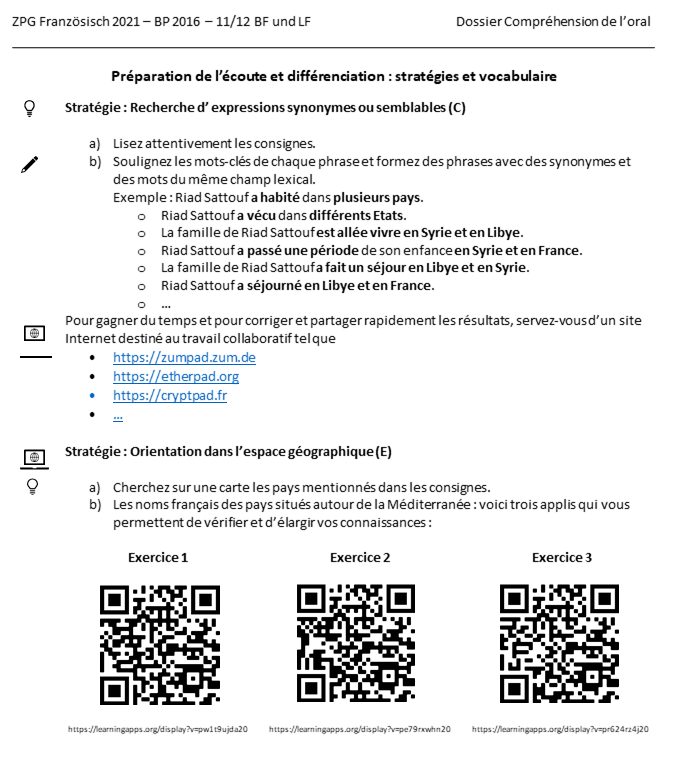 ZPG Französisch 2021 – BP 2016 – 11/12 BF und LF Dossier Compréhension de l'oral
Préparation de l'écoute et différenciation : stratégies et vocabulaire
Stratégie : Recherche d' expressions synonymes ou semblables (C)
a) Lisez attentivement les consignes.
b) Soulignez les mots-clés de chaque phrase et formez des phrases avec des synonymes et
des mots du même champ lexical.
Exemple : Riad Sattouf a habité dans plusieurs pays.
o Riad Sattouf a vécu dans différents Etats.
o La famille de Riad Sattouf est allée vivre en Syrie et en Libye.
o Riad Sattouf a passé une période de son enfance en Syrie et en France.
o La famille de Riad Sattouf a fait un séjour en Libye et en Syrie.
o Riad Sattouf a séjourné en Libye et en France.
o ...
Pour gagner du temps et pour corriger et partager rapidement les résultats, servez-vous d'un site
Internet destiné au travail collaboratif tel que
• https://zumpad.zum.de
• https://etherpad.org
• https://cryptpad.fr
• ...
Stratégie : Orientation dans l'espace géographique (E)
a) Cherchez sur une carte les pays mentionnés dans les consignes.
b) Les noms français des pays situés autour de la Méditerranée : voici trois applis qui vous
permettent de vérifier et d'élargir vos connaissances :
Exercice 1 Exercice 2 Exercice 3
https://learningapps.org/display?v=pw1t9ujda20 https://learningapps.org/display?v=pe79rxwhn20 https://learningapps.org/display?v=pr624rz4j20